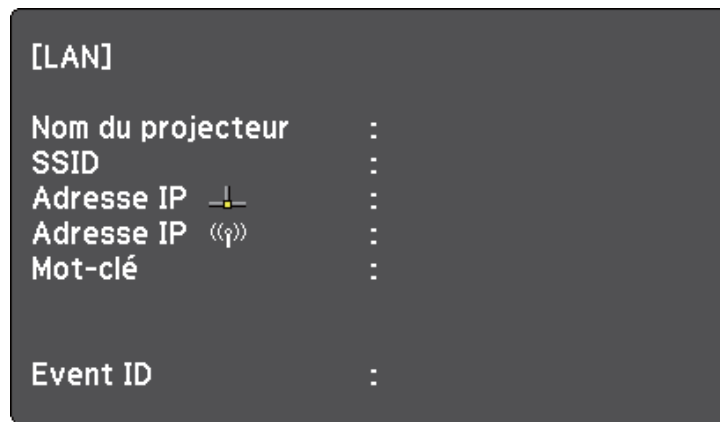 [LAN]
Nom du projecteur :
SSID :
Adresse IP :
Adresse IP :
Mot-clé :
Event ID :